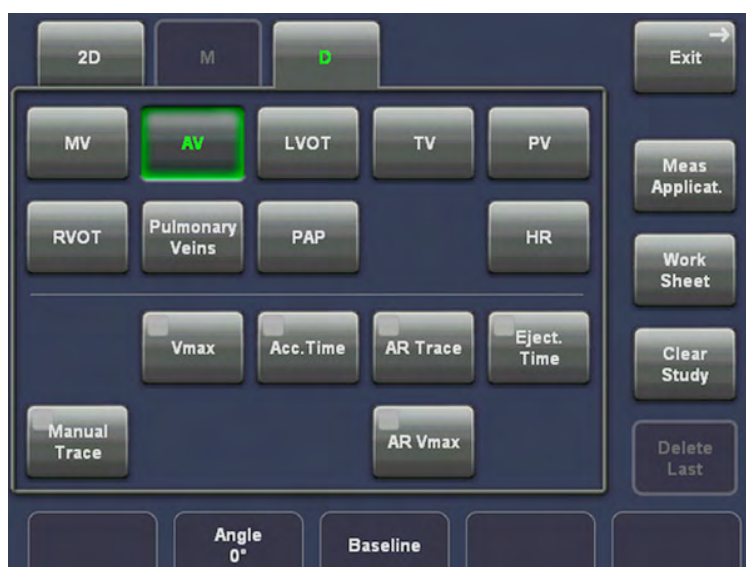 2D
M
D
Exit
MV
AV
LVOT
TV
PV
Meas
Applicat.
RVOT
Pulmonary
Veins
PAP
HR
Work
Sheet
Vmax
Acc.Time
AR Trace
Eject.
Time
Clear
Study
Manual
Trace
AR Vmax
Delete
Last
Angle
0°
Baseline